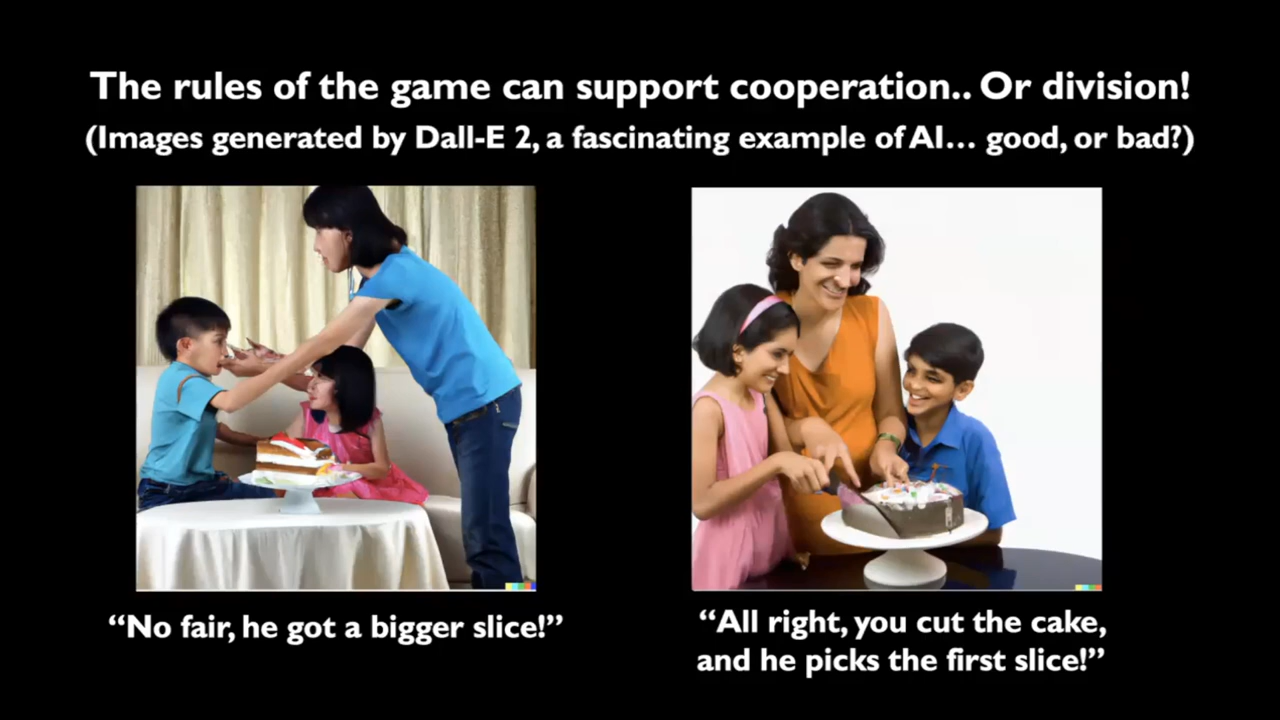 The rules of the game can support cooperation.. Or division!
(Images generated by Dall-E 2, a fascinating example of AI... good, or bad?)
“No fair, he got a bigger slice!”
“All right, you cut the cake,
and he picks the first slice!”